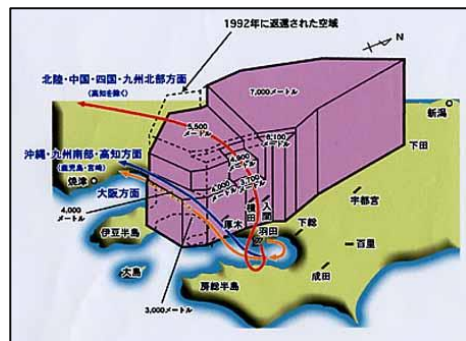 1992年に返還された空域
N
北陸・中国・四国・九州北部方面
(高知を除く)
7,000メートル
新潟
5,500
メートル
6,100
メートル
沖縄・九州南部・高知方面
(鹿児島・宮崎)
4,900
メートル
下田
焼津
4,000
メートル
3,700
メートル
大阪方面
入間
横田
宇都宮
4,000
メートル
厚木
羽田
下総
伊豆半島
百里
大島
成田
房総半島
3,000メートル